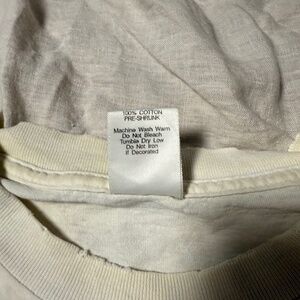 100% COTTON
PRE-SHRUNK
Machine Wash Warm
Do Not Bleach
Tumble Dry Low
Do Not Iron
If Decorated